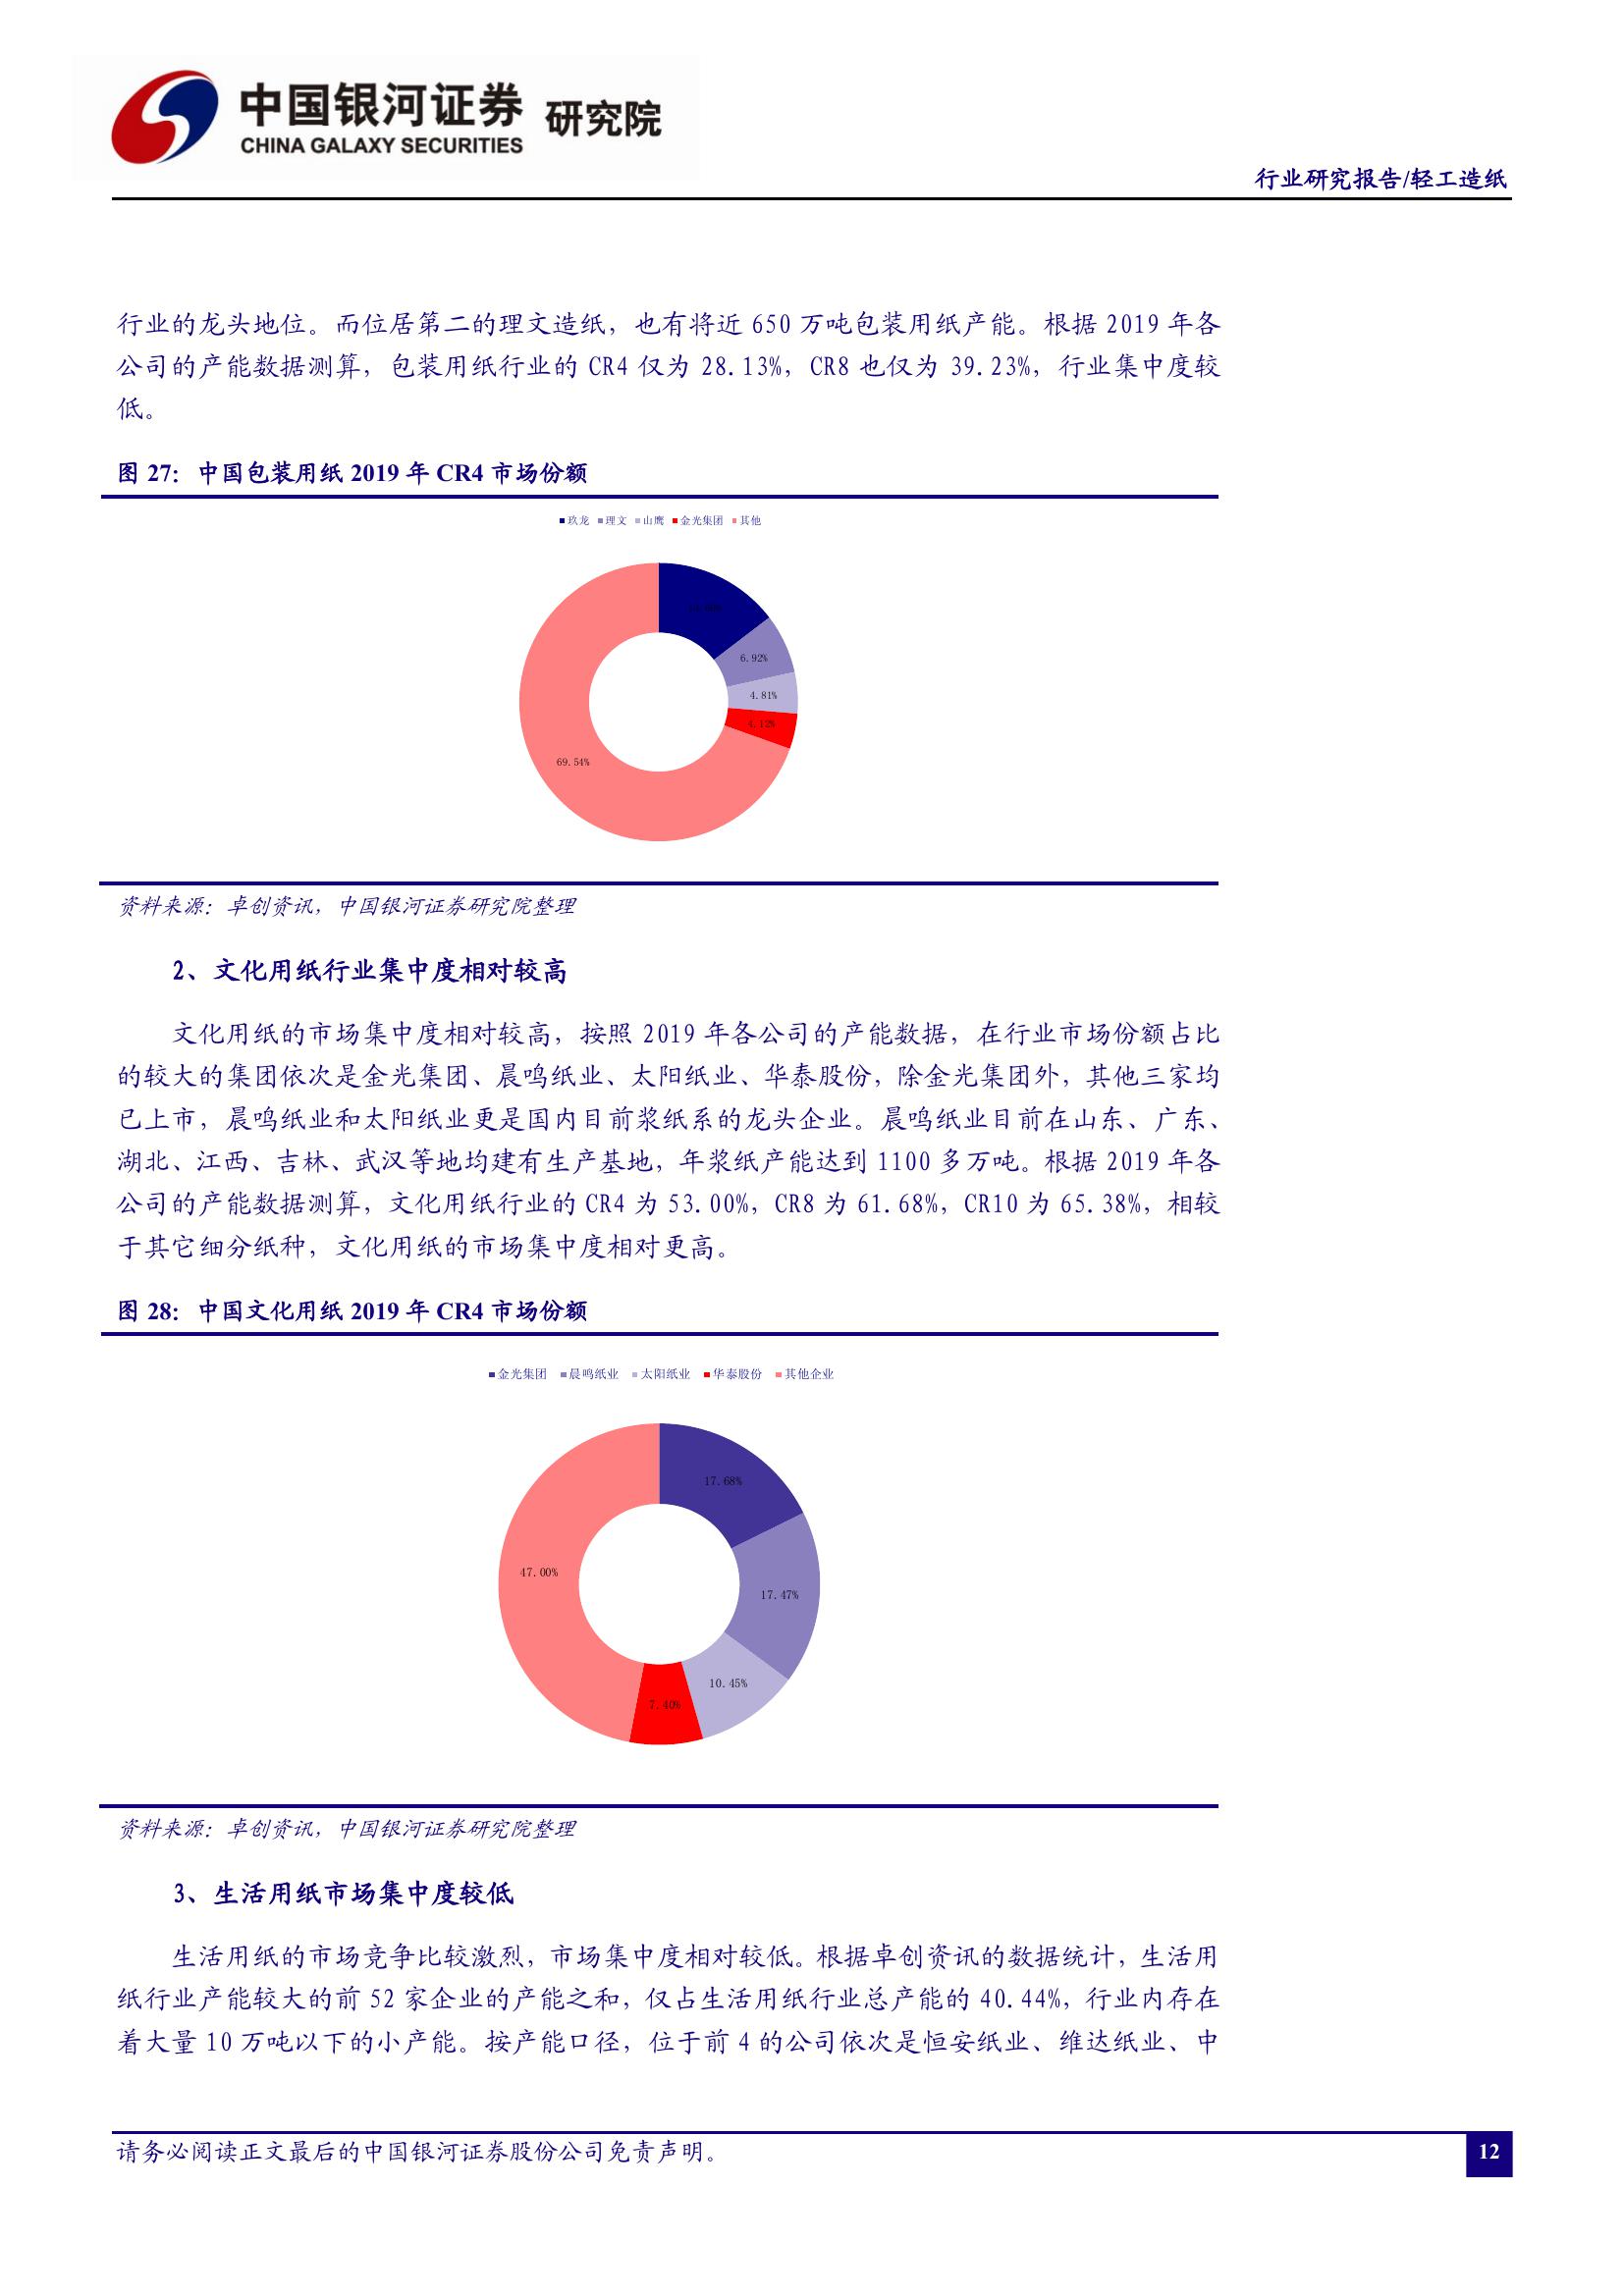 中国银河证券 研究院
CHINA GALAXY SECURITIES
行业研究报告/轻工造纸
行业的龙头地位。而位居第二的理文造纸，也有将近 650 万吨包装用纸产能。根据 2019 年各
公司的产能数据测算，包装用纸行业的 CR4 仅为 28.13%，CR8 也仅为 39.23%，行业集中度较
低。
图 27：中国包装用纸 2019 年 CR4 市场份额
玖龙 理文 山鹰 金光集团 其他
6.92%
4.81%
4.12%
69.54%
资料来源：卓创资讯，中国银河证券研究院整理
2、文化用纸行业集中度相对较高
文化用纸的市场集中度相对较高，按照 2019 年各公司的产能数据，在行业市场份额占比
的较大的集团依次是金光集团、晨鸣纸业、太阳纸业、华泰股份，除金光集团外，其他三家均
已上市，晨鸣纸业和太阳纸业更是国内目前浆纸系的龙头企业。晨鸣纸业目前在山东、广东、
湖北、江西、吉林、武汉等地均建有生产基地，年浆纸产能达到 1100 多万吨。根据 2019 年各
公司的产能数据测算，文化用纸行业的 CR4 为 53.00%，CR8 为 61.68%，CR10 为 65.38%，相较
于其它细分纸种，文化用纸的市场集中度相对更高。
图 28：中国文化用纸 2019 年 CR4 市场份额
金光集团 晨鸣纸业 太阳纸业 华泰股份 其他企业
17.68%
47.00%
17.47%
10.45%
7.40%
资料来源：卓创资讯，中国银河证券研究院整理
3、生活用纸市场集中度较低
生活用纸的市场竞争比较激烈，市场集中度相对较低。根据卓创资讯的数据统计，生活用
纸行业产能较大的前 52 家企业的产能之和，仅占生活用纸行业总产能的 40.44%，行业内存在
着大量 10 万吨以下的小产能。按产能口径，位于前 4 的公司依次是恒安纸业、维达纸业、中
请务必阅读正文最后的中国银河证券股份公司免责声明。
12